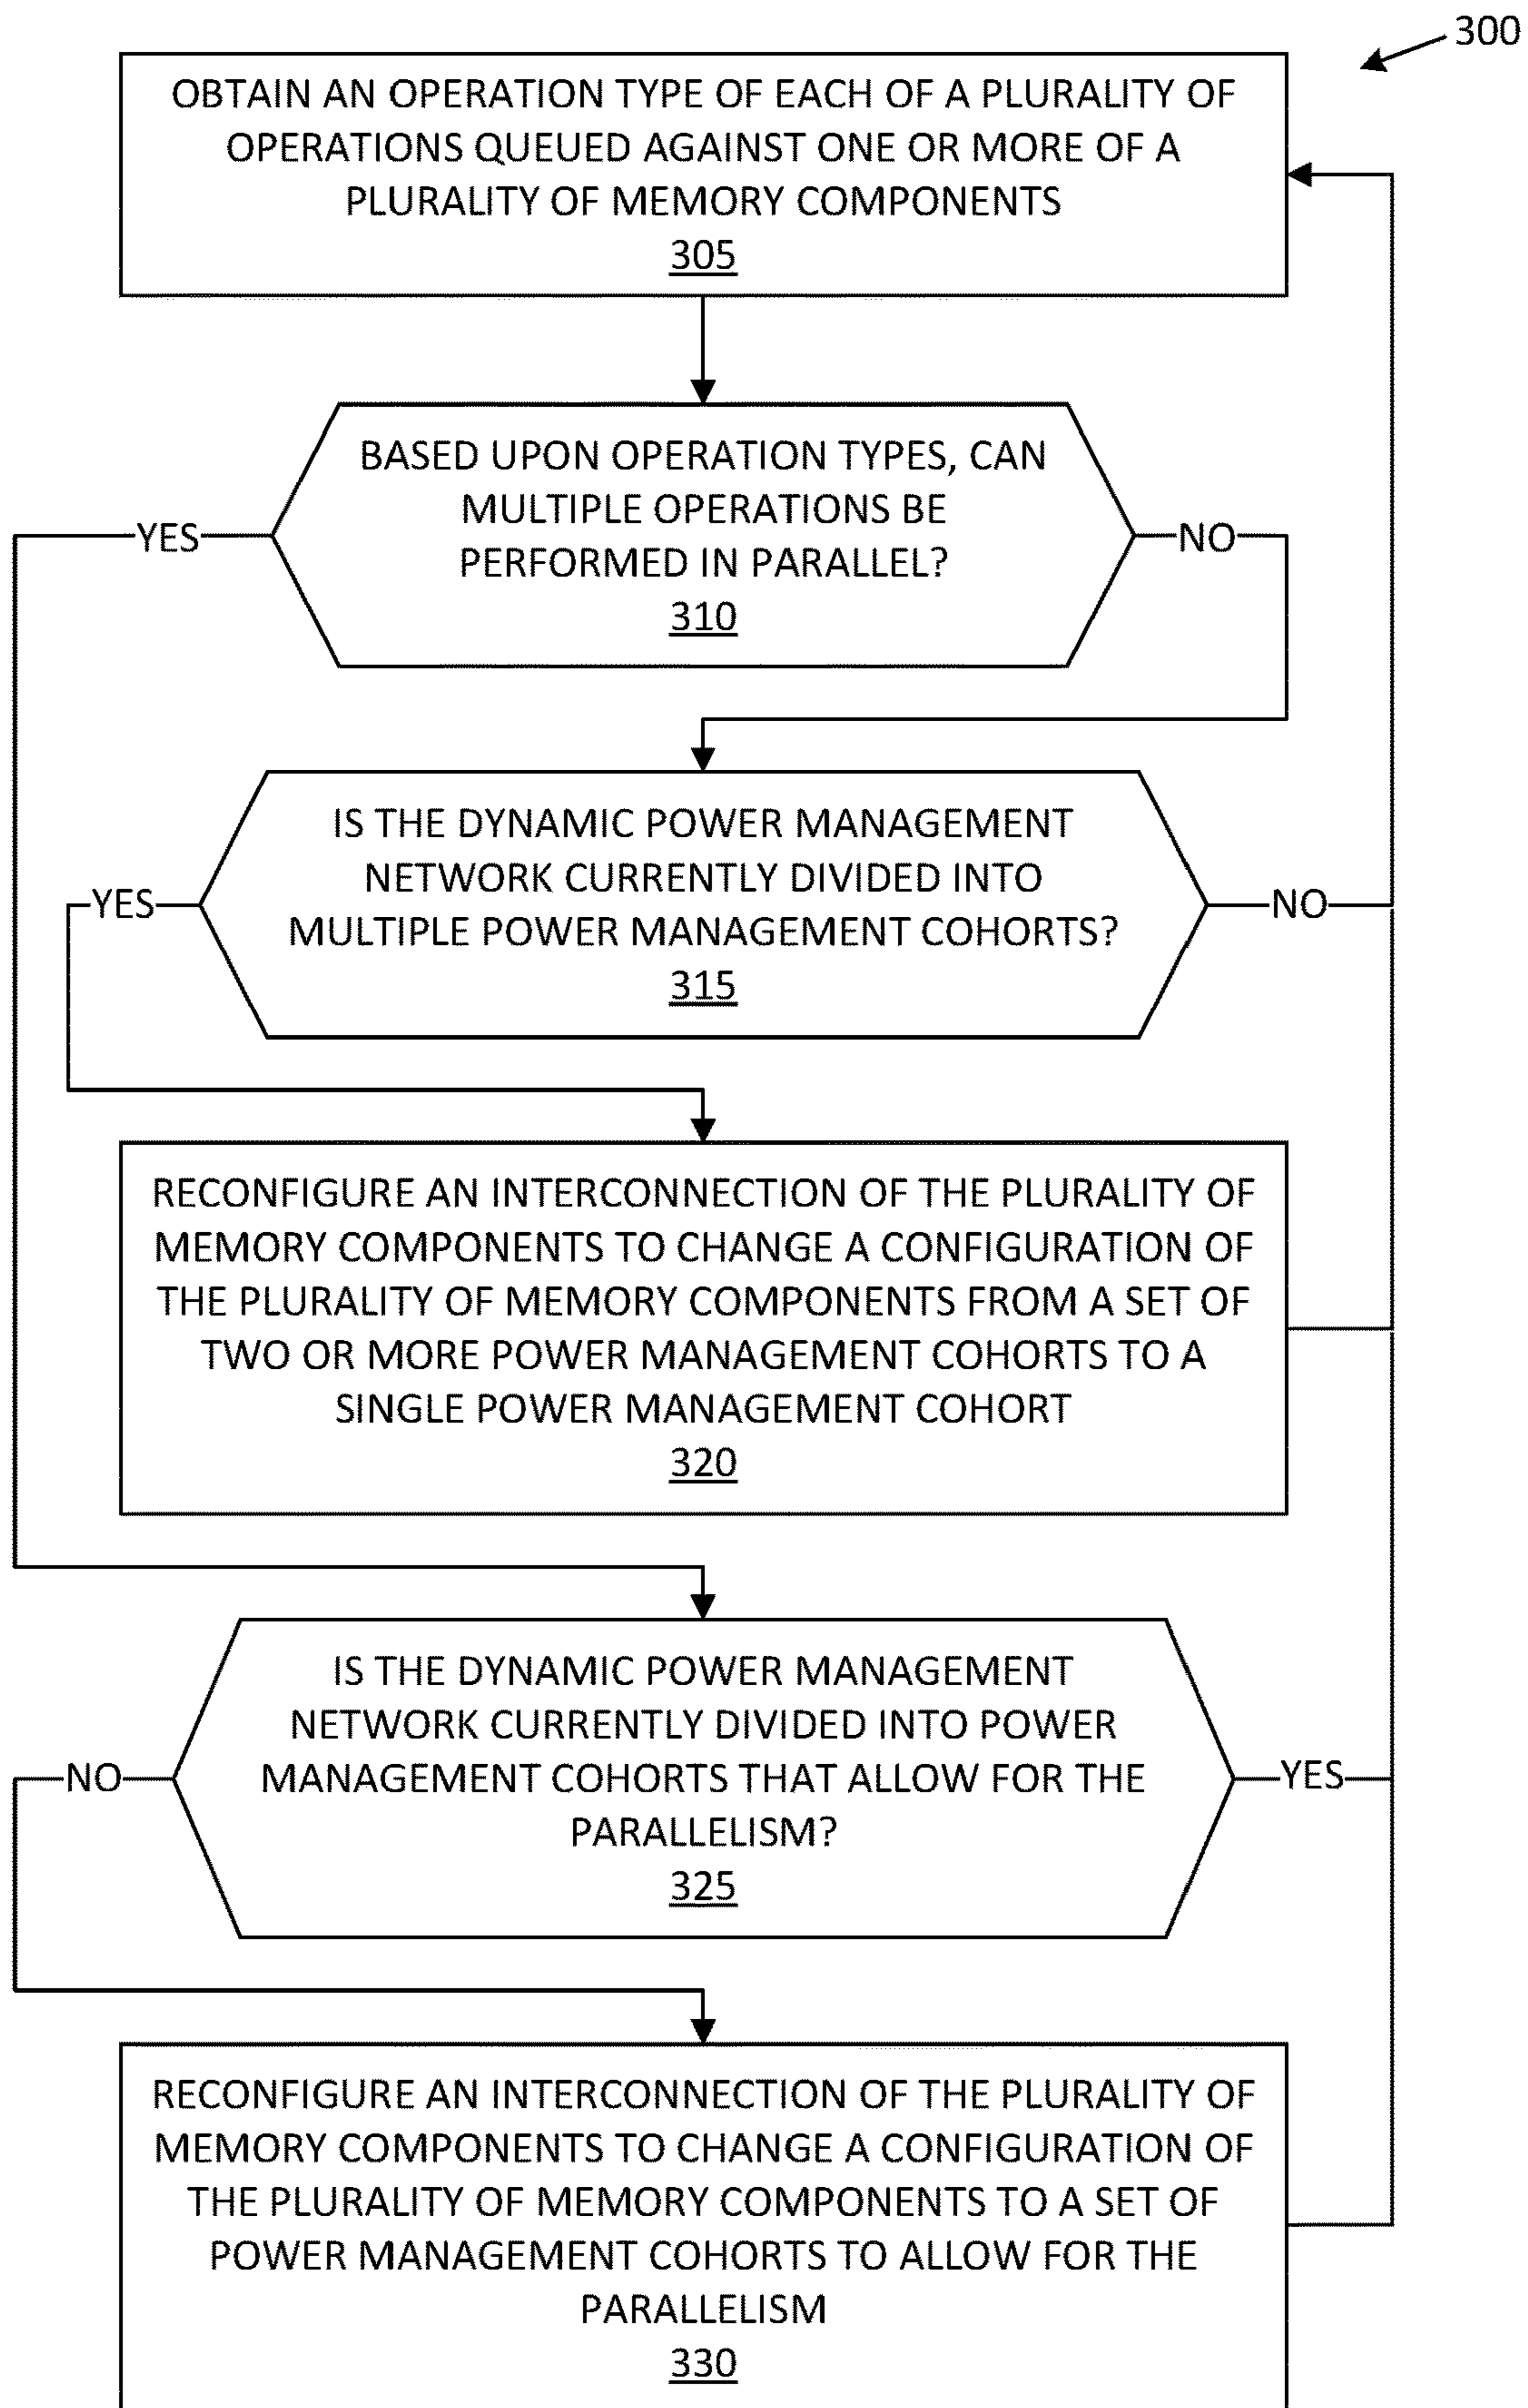 300
OBTAIN AN OPERATION TYPE OF EACH OF A PLURALITY OF
OPERATIONS QUEUED AGAINST ONE OR MORE OF A
PLURALITY OF MEMORY COMPONENTS
305
BASED UPON OPERATION TYPES, CAN
MULTIPLE OPERATIONS BE
PERFORMED IN PARALLEL?
310
YES
NO
IS THE DYNAMIC POWER MANAGEMENT
NETWORK CURRENTLY DIVIDED INTO
MULTIPLE POWER MANAGEMENT COHORTS?
315
YES
NO
RECONFIGURE AN INTERCONNECTION OF THE PLURALITY OF
MEMORY COMPONENTS TO CHANGE A CONFIGURATION OF
THE PLURALITY OF MEMORY COMPONENTS FROM A SET OF
TWO OR MORE POWER MANAGEMENT COHORTS TO A
SINGLE POWER MANAGEMENT COHORT
320
IS THE DYNAMIC POWER MANAGEMENT
NETWORK CURRENTLY DIVIDED INTO POWER
MANAGEMENT COHORTS THAT ALLOW FOR THE
PARALLELISM?
325
NO
YES
RECONFIGURE AN INTERCONNECTION OF THE PLURALITY OF
MEMORY COMPONENTS TO CHANGE A CONFIGURATION OF
THE PLURALITY OF MEMORY COMPONENTS TO A SET OF
POWER MANAGEMENT COHORTS TO ALLOW FOR THE
PARALLELISM
330